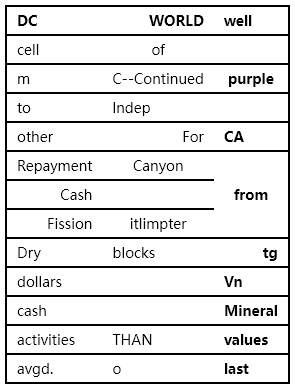 DC WORLD well
cell of
m C--Continued purple
to Indep
other For CA
Repayment Canyon
Cash from
Fission itlimpter
Dry blocks tg
dollars Vn
cash Mineral
activities THAN values
avgd. o last